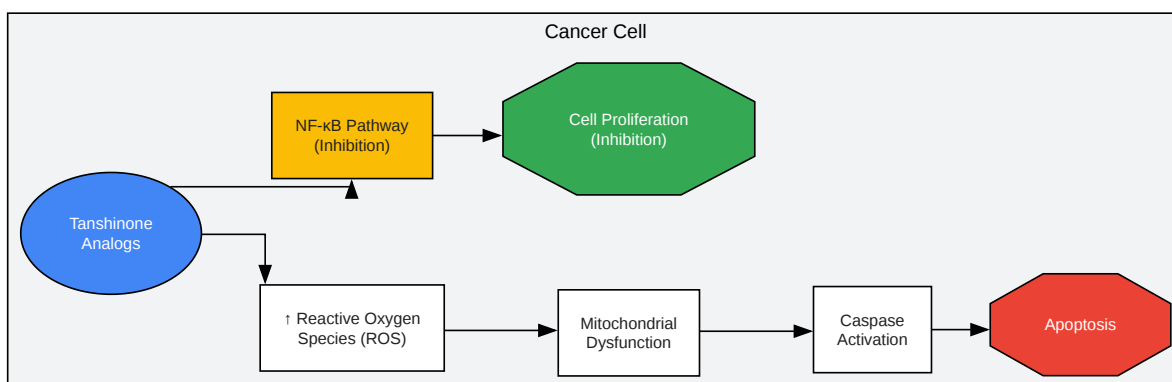 Cancer Cell
NF-κB Pathway
(Inhibition)
Cell Proliferation
(Inhibition)
Tanshinone
Analogs
↑ Reactive Oxygen
Species (ROS)
Mitochondrial
Dysfunction
Caspase
Activation
Apoptosis